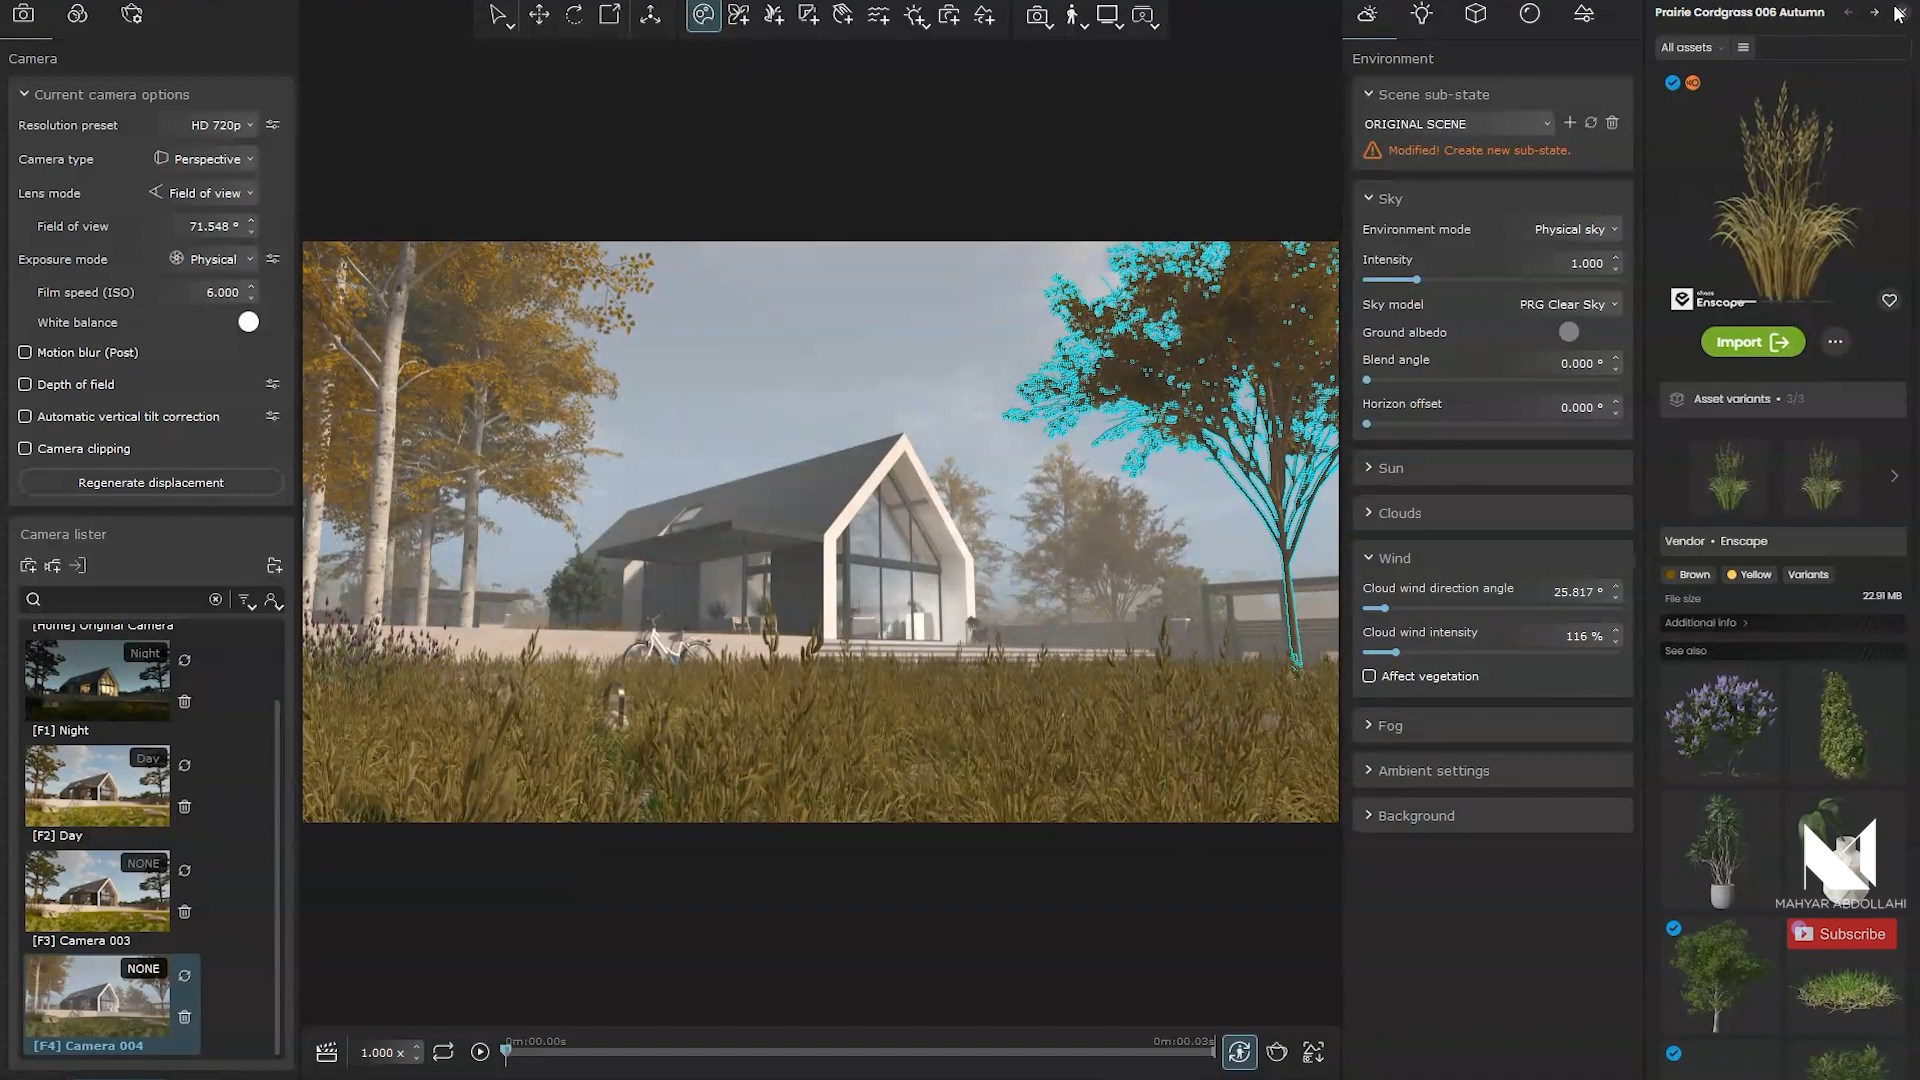 Camera
Current camera options
Resolution preset HD 720p
Camera type Perspective
Lens mode Field of view
Field of view 71.548 °
Exposure mode Physical
Film speed (ISO) 6.000
White balance
Motion blur (Post)
Depth of field
Automatic vertical tilt correction
Camera clipping
Regenerate displacement
Camera lister
[Home] Original Camera
Night
[F1] Night
Day
[F2] Day
NONE
[F3] Camera 003
NONE
[F4] Camera 004
1.000 x
0m:00.00s
0m:00.03s
Environment
Scene sub-state
ORIGINAL SCENE
Modified! Create new sub-state.
Sky
Environment mode Physical sky
Intensity 1.000
Sky model PRG Clear Sky
Ground albedo
Blend angle 0.000 °
Horizon offset 0.000 °
Sun
Clouds
Wind
Cloud wind direction angle 25.817 °
Cloud wind intensity 116 %
Affect vegetation
Fog
Ambient settings
Background
Prairie Cordgrass 006 Autumn
All assets
chaos
Enscape
Import
Asset variants • 3/3
Vendor • Enscape
Brown Yellow Variants
File size 22.91 MB
Additional info
See also
MAHYAR ABDOLLAHI
Subscribe